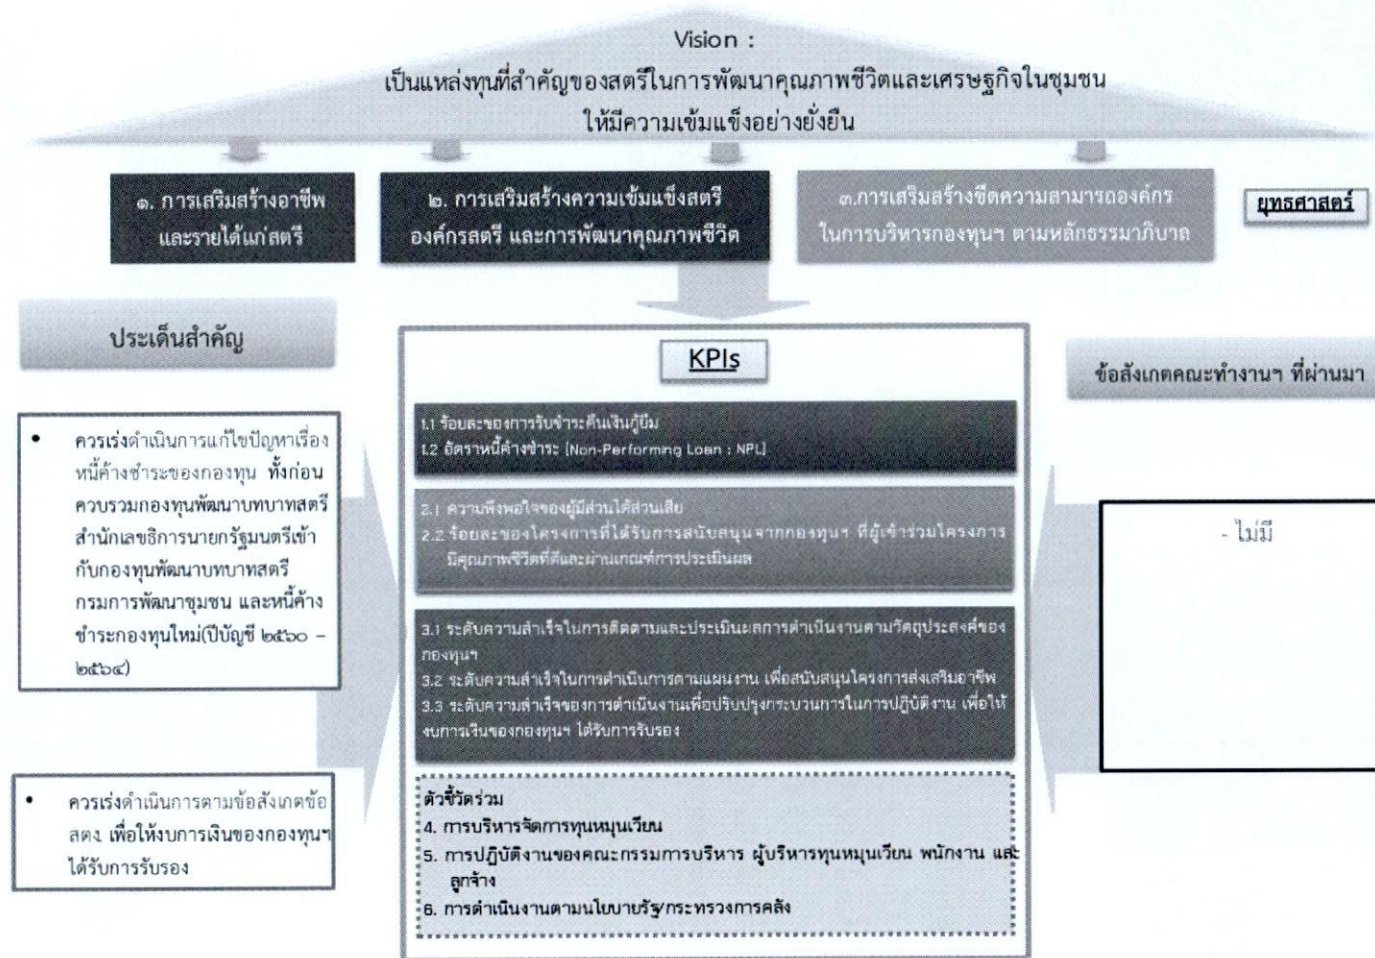 Vision :
เป็นแหล่งทุนที่สำคัญของสตรีในการพัฒนาคุณภาพชีวิตและเศรษฐกิจในชุมชน
ให้มีความเข้มแข็งอย่างยั่งยืน
๑. การเสริมสร้างอาชีพ
และรายได้แก่สตรี
๒. การเสริมสร้างความเข้มแข็งสตรี
องค์กรสตรี และการพัฒนาคุณภาพชีวิต
๓.การเสริมสร้างขีดความสามารถองค์กร
ในการบริหารกองทุนฯ ตามหลักธรรมาภิบาล
ยุทธศาสตร์
ประเด็นสำคัญ
• ควรเร่งดำเนินการแก้ไขปัญหาเรื่อง
หนี้ค้างชำระของกองทุน ทั้งก่อน
ควบรวมกองทุนพัฒนาบทบาทสตรี
สำนักเลขธิการนายกรัฐมนตรีเข้า
กับกองทุนพัฒนาบทบาทสตรี
กรมการพัฒนาชุมชน และหนี้ค้าง
ชำระกองทุนใหม่(ปีบัญชี ๒๕๖๐ –
๒๕๖๔)
• ควรเร่งดำเนินการตามข้อสังเกตข้อ
สตง. เพื่อให้งบการเงินของกองทุนฯ
ได้รับการรับรอง
KPIs
1.1 ร้อยละของการรับชำระคืนเงินกู้ยืม
1.2 อัตราหนี้ค้างชำระ (Non-Performing Loan : NPL)
2.1 ความพึงพอใจของผู้มีส่วนได้ส่วนเสีย
2.2 ร้อยละของโครงการที่ได้รับการสนับสนุนจากกองทุนฯ ที่ผู้เข้าร่วมโครงการ
มีคุณภาพชีวิตที่ดีและผ่านเกณฑ์การประเมินผล
3.1 ระดับความสำเร็จในการติดตามและประเมินผลการดำเนินงานตามวัตถุประสงค์ของ
กองทุนฯ
3.2 ระดับความสำเร็จในการดำเนินการตามแผนงาน เพื่อสนับสนุนโครงการส่งเสริมอาชีพ
3.3 ระดับความสำเร็จของการดำเนินงานเพื่อปรับปรุงกระบวนการในการปฏิบัติงาน เพื่อให้
งบการเงินของกองทุนฯ ได้รับการรับรอง
ตัวชี้วัดร่วม
4. การบริหารจัดการทุนหมุนเวียน
5. การปฏิบัติงานของคณะกรรมการบริหาร ผู้บริหารทุนหมุนเวียน พนักงาน และ
ลูกจ้าง
6. การดำเนินงานตามนโยบายรัฐ/กระทรวงการคลัง
ข้อสังเกตคณะทำงานฯ ที่ผ่านมา
- ไม่มี